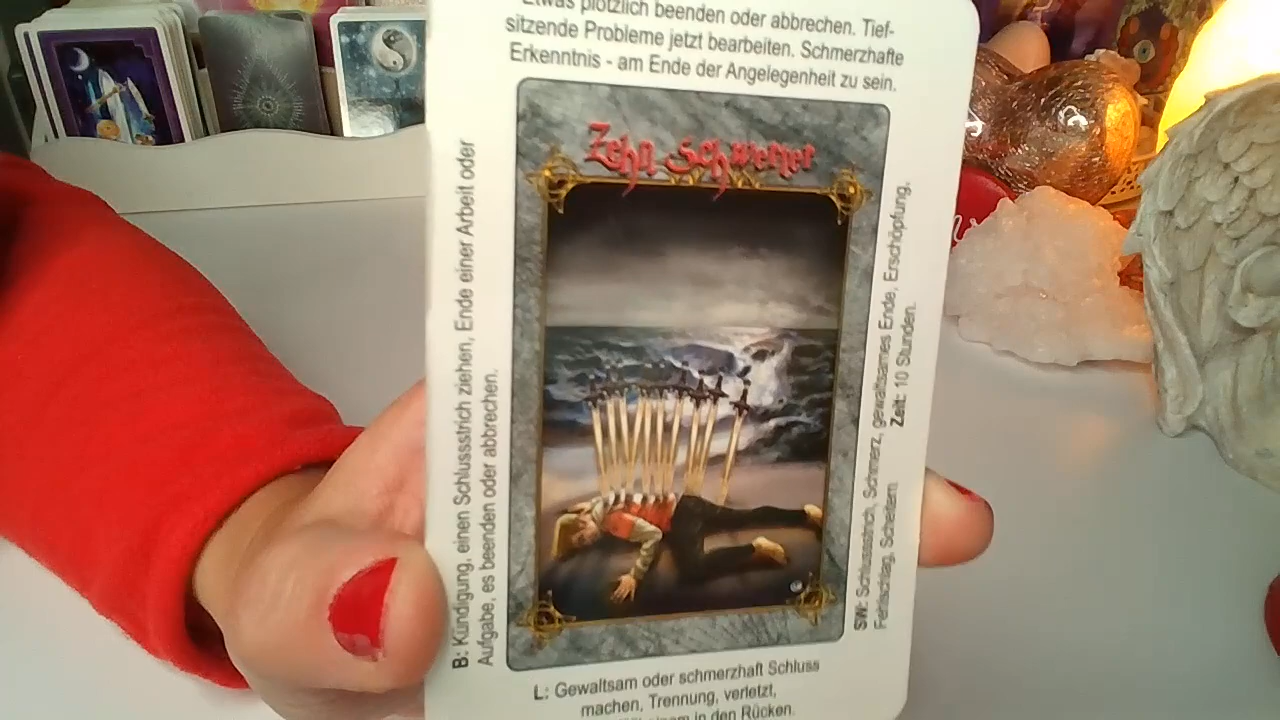 Etwas plötzlich beenden oder abbrechen. Tief-
sitzende Probleme jetzt bearbeiten. Schmerzhafte
Erkenntnis - am Ende der Angelegenheit zu sein.
Zehn Schwerter
B: Kündigung, einen Schlussstrich ziehen, Ende einer Arbeit oder
Aufgabe, es beenden oder abbrechen.
SW: Schlussstrich, Schmerz, gewaltsames Ende, Erschöpfung,
Fehlschlag, Scheitern Zeit: 10 Stunden.
L: Gewaltsam oder schmerzhaft Schluss
machen, Trennung, verletzt,
einem in den Rücken.